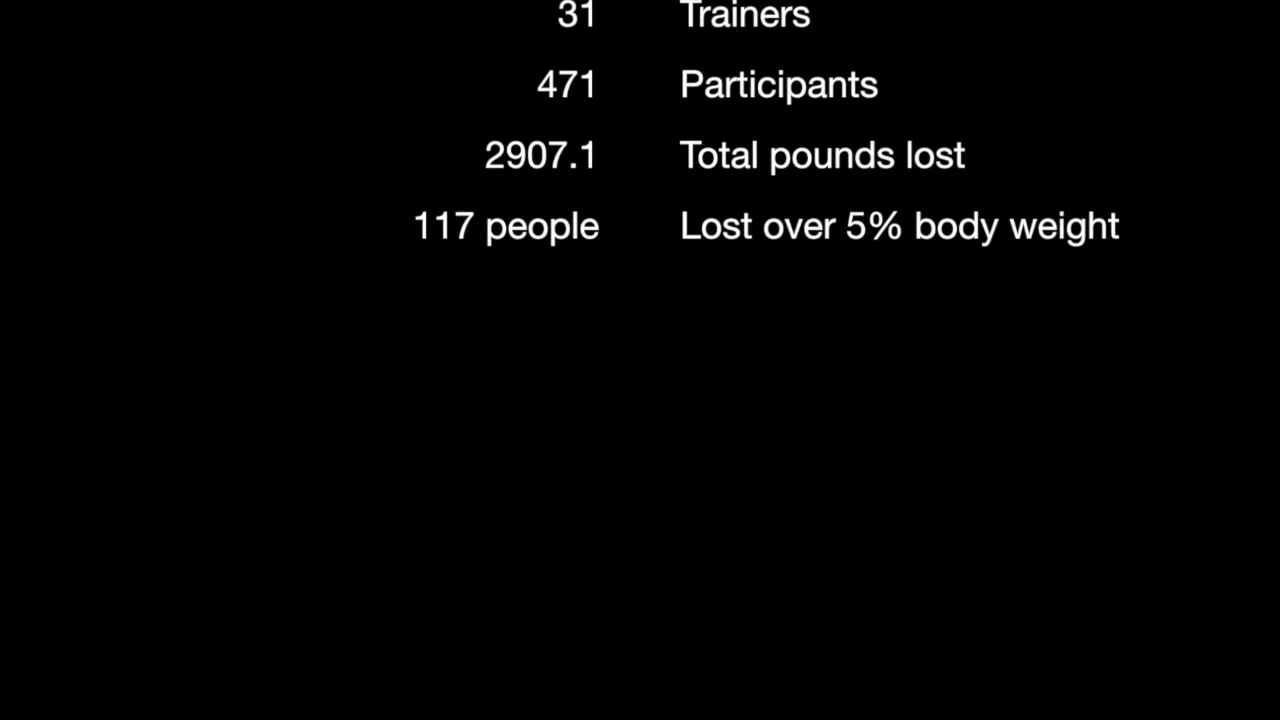 31 Trainers
471 Participants
2907.1 Total pounds lost
117 people Lost over 5% body weight